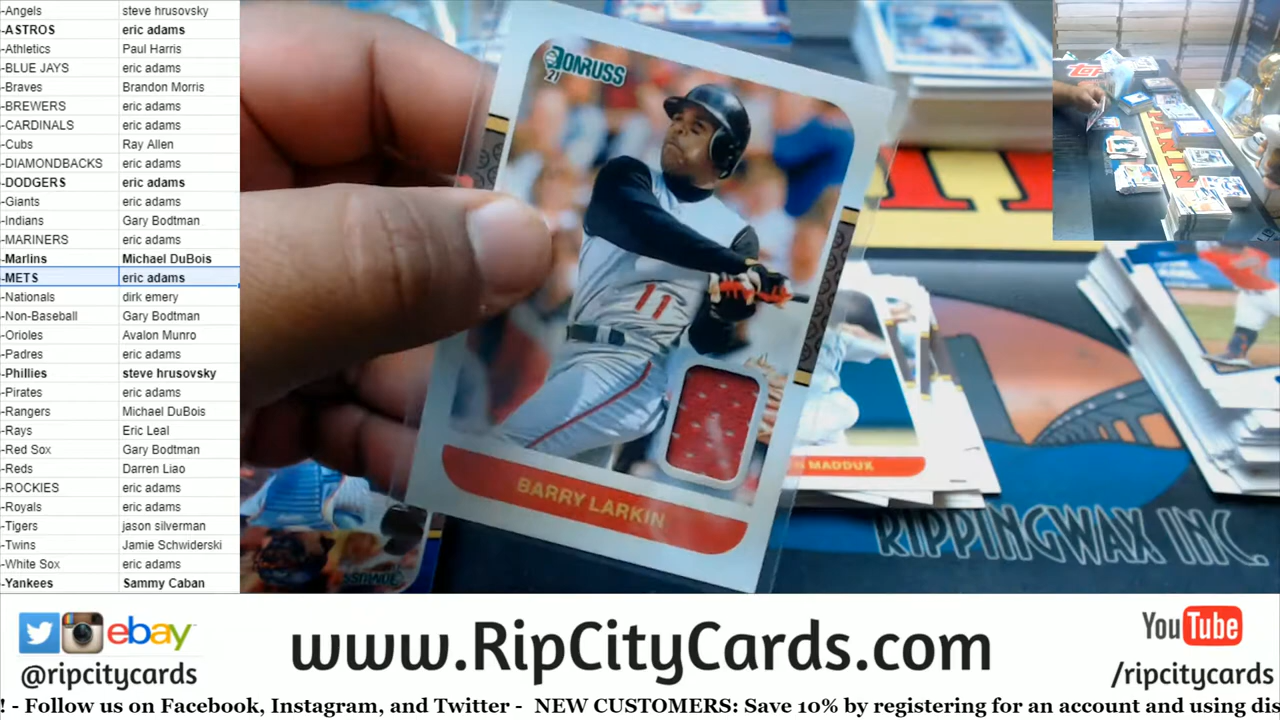 -Angels steve hrusovsky
-ASTROS eric adams
-Athletics Paul Harris
-BLUE JAYS eric adams
-Braves Brandon Morris
-BREWERS eric adams
-CARDINALS eric adams
-Cubs Ray Allen
-DIAMONDBACKS eric adams
-DODGERS eric adams
-Giants eric adams
-Indians Gary Bodtman
-MARINERS eric adams
-Marlins Michael DuBois
-METS eric adams
-Nationals dirk emery
-Non-Baseball Gary Bodtman
-Orioles Avalon Munro
-Padres eric adams
-Phillies steve hrusovsky
-Pirates eric adams
-Rangers Michael DuBois
-Rays Eric Leal
-Red Sox Gary Bodtman
-Reds Darren Liao
-ROCKIES eric adams
-Royals eric adams
-Tigers jason silverman
-Twins Jamie Schwiderski
-White Sox eric adams
-Yankees Sammy Caban
DONRUSS
21
11
BARRY LARKIN
MADDUX
RIPPINGWAX INC.
DONRUSS
Topps
PANINI
ebay
@ripcitycards
www.RipCityCards.com
YouTube
/ripcitycards
! - Follow us on Facebook, Instagram, and Twitter - NEW CUSTOMERS: Save 10% by registering for an account and using dis